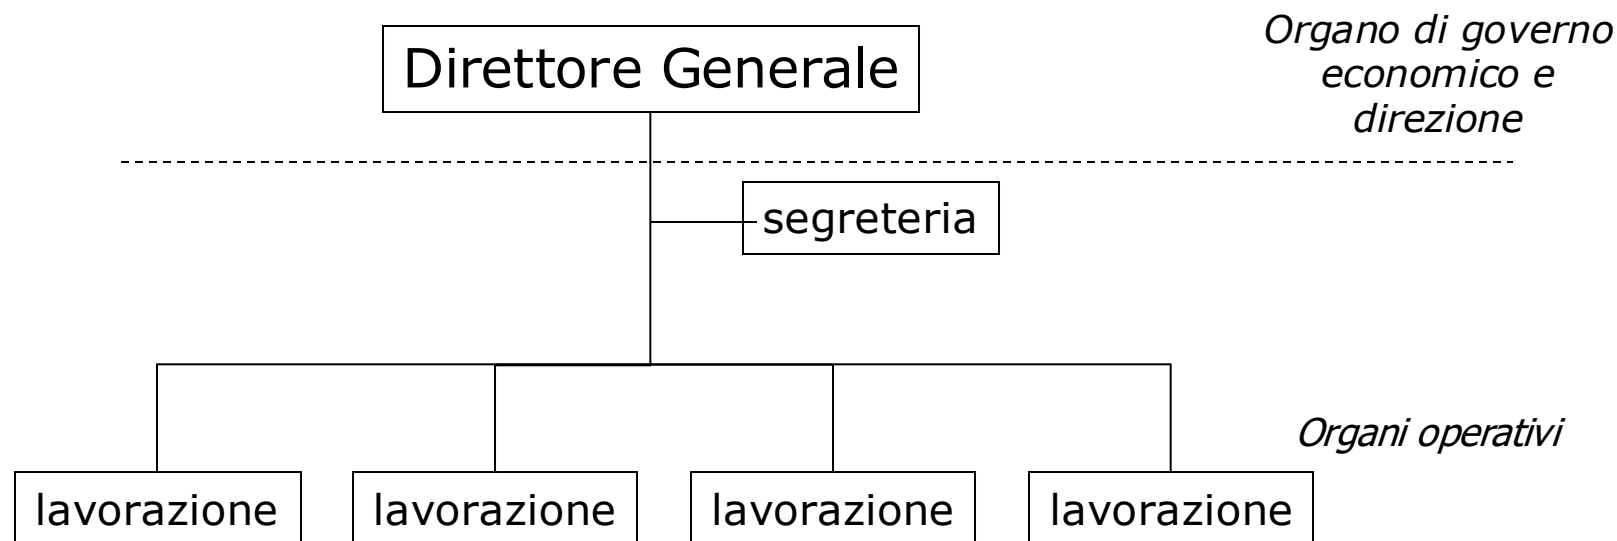 Direttore Generale
Organo di governo
economico e
direzione
segreteria
Organi operativi
lavorazione
lavorazione
lavorazione
lavorazione